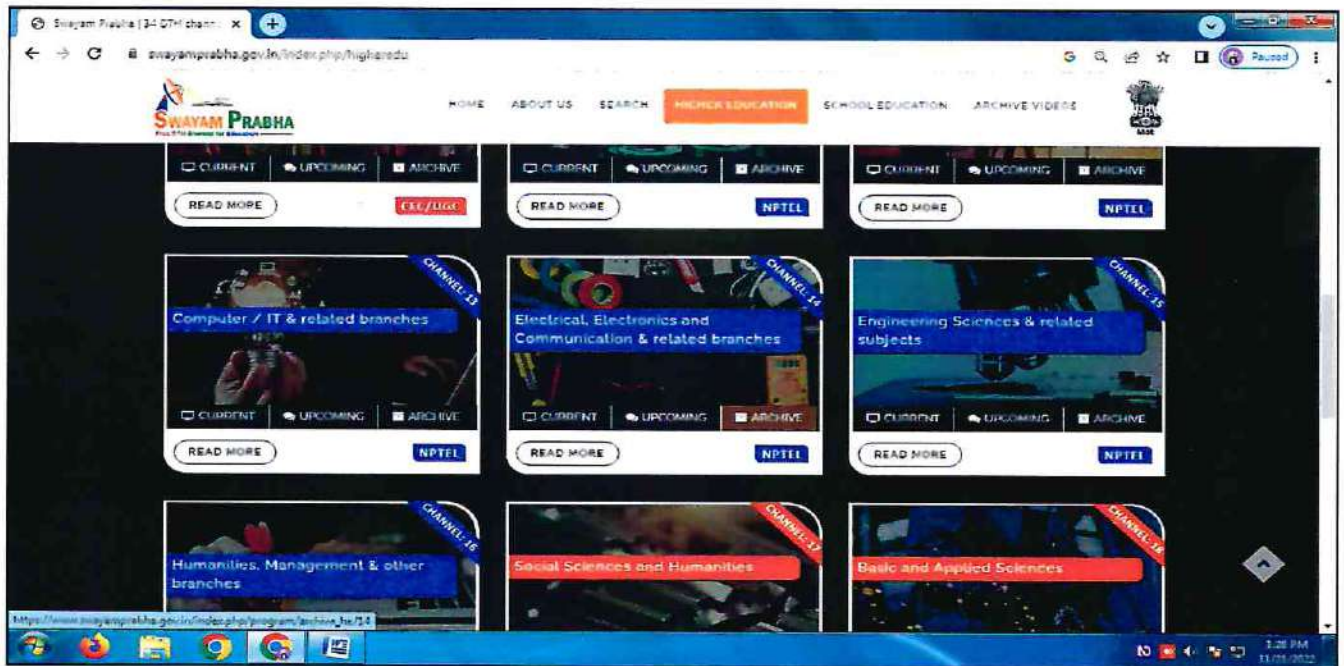 Swayam Prabha | 34 DTH chann
swayamprabha.gov.in/index.php/higheredu
Paused
SWAYAM PRABHA
HOME ABOUT US SEARCH HIGHER EDUCATION SCHOOL EDUCATION ARCHIVE VIDEOS
CURRENT UPCOMING ARCHIVE
CURRENT UPCOMING ARCHIVE
CURRENT UPCOMING ARCHIVE
READ MORE CEC/UGC
READ MORE NPTEL
READ MORE NPTEL
CHANNEL: 13
Computer / IT & related branches
CURRENT UPCOMING ARCHIVE
READ MORE NPTEL
CHANNEL: 14
Electrical, Electronics and
Communication & related branches
CURRENT UPCOMING ARCHIVE
READ MORE NPTEL
CHANNEL: 15
Engineering Sciences & related
subjects
CURRENT UPCOMING ARCHIVE
READ MORE NPTEL
CHANNEL: 16
Humanities, Management & other
branches
CHANNEL: 17
Social Sciences and Humanities
CHANNEL: 18
Basic and Applied Sciences
https://www.swayamprabha.gov.in/index.php/program/archive_he/14
1:28 PM